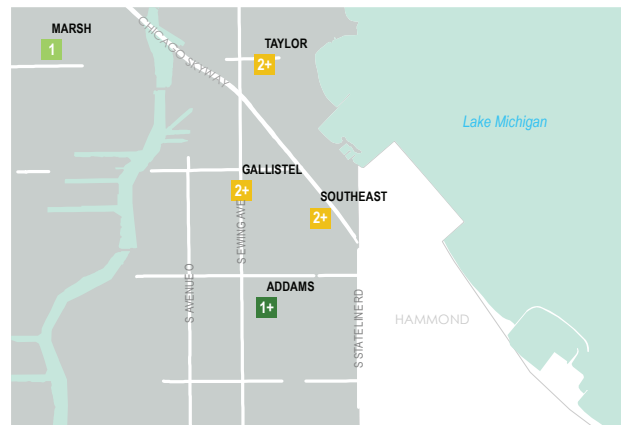 MARSH
1
CHICAGO SKYWAY
TAYLOR
2+
Lake Michigan
GALLISTEL
2+
SOUTHEAST
2+
S EWING AVE
S AVENUE O
ADDAMS
1+
S STATE LINE RD
HAMMOND